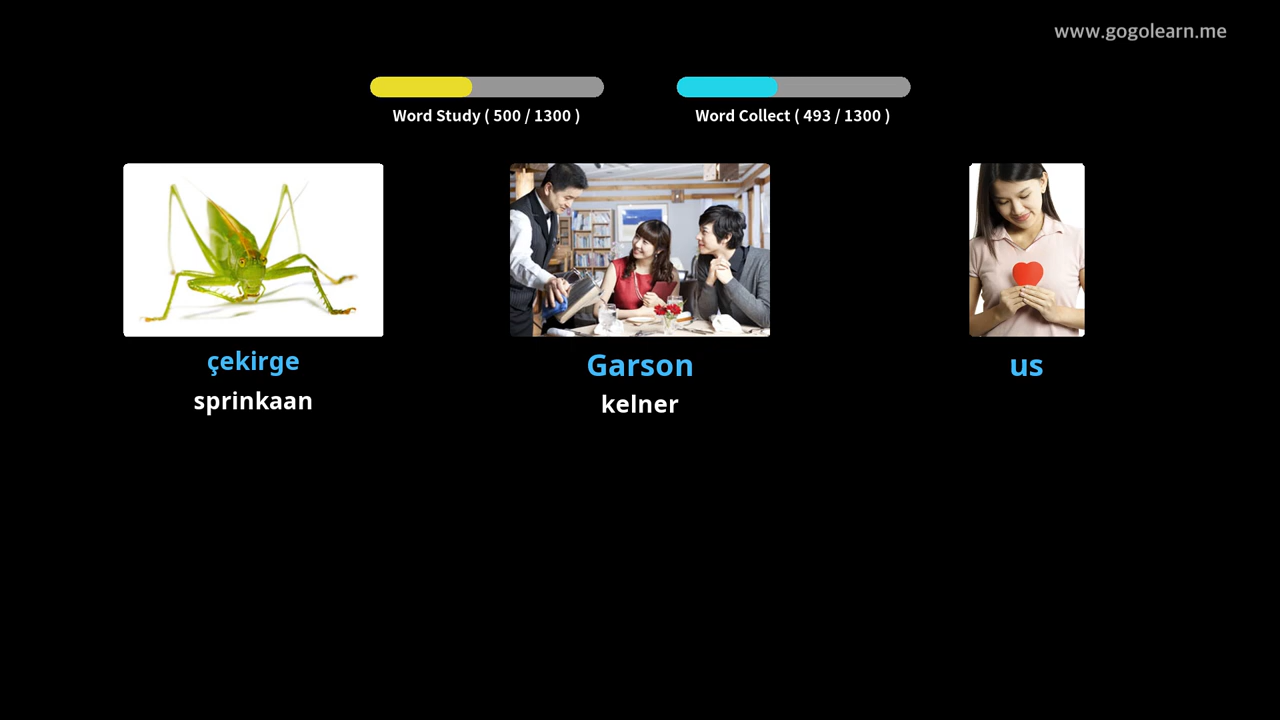 www.gogolearn.me
Word Study ( 500 / 1300 )
Word Collect ( 493 / 1300 )
çekirge
sprinkaan
Garson
kelner
us